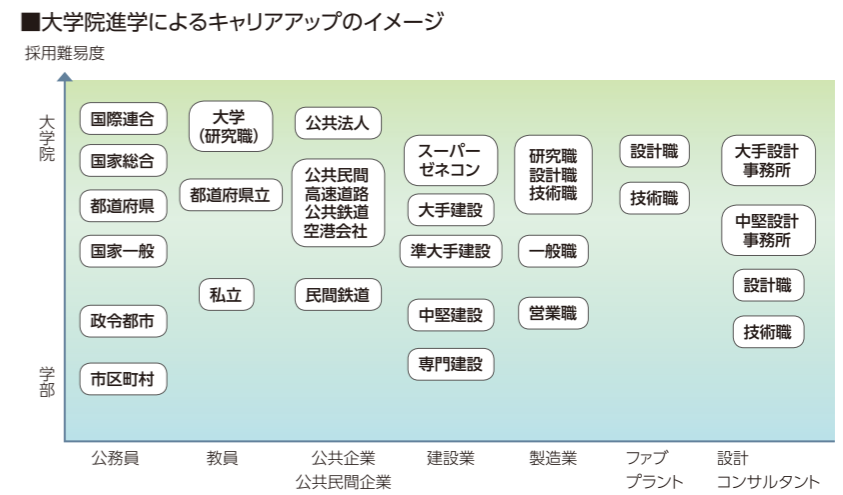 ■大学院進学によるキャリアアップのイメージ
採用難易度
大学院
学部
国際連合
国家総合
都道府県
国家一般
政令都市
市区町村
大学
(研究職)
都道府県立
私立
公共法人
公共民間
高速道路
公共鉄道
空港会社
民間鉄道
スーパー
ゼネコン
大手建設
準大手建設
中堅建設
専門建設
研究職
設計職
技術職
一般職
営業職
設計職
技術職
大手設計
事務所
中堅設計
事務所
設計職
技術職
公務員
教員
公共企業
公共民間企業
建設業
製造業
ファブ
プラント
設計
コンサルタント